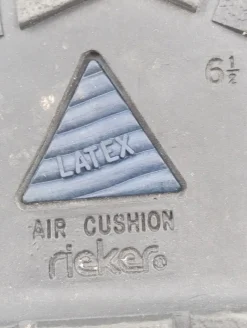 6½
LATEX
AIR CUSHION
rieker®